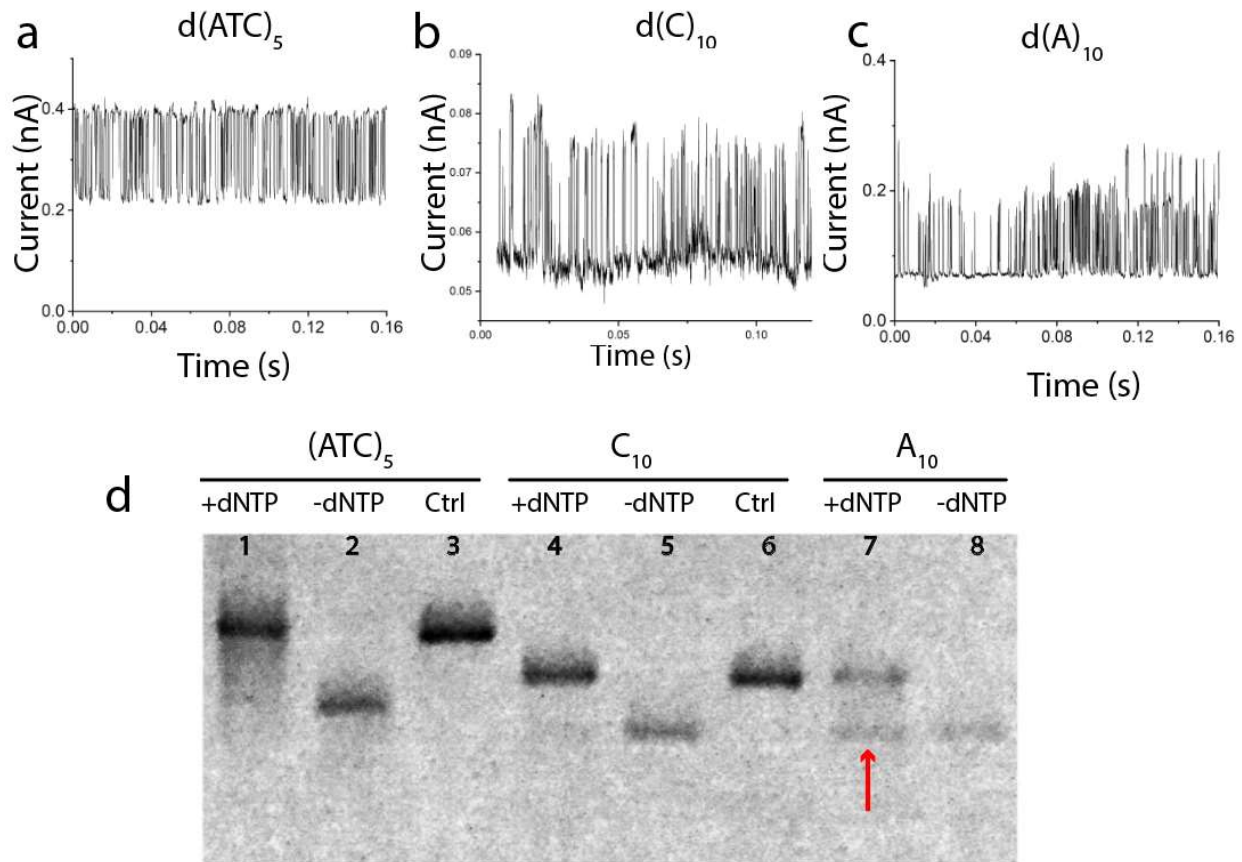 a
d(ATC)₅
0.4
0.2
0.0
Current (nA)
0.00 0.04 0.08 0.12 0.16
Time (s)
b
d(C)₁₀
0.09
0.08
0.07
0.06
0.05
Current (nA)
0.00 0.05 0.10
Time (s)
c
d(A)₁₀
0.4
0.2
0.0
Current (nA)
0.00 0.04 0.08 0.12 0.16
Time (s)
d
(ATC)₅ C₁₀ A₁₀
+dNTP -dNTP Ctrl +dNTP -dNTP Ctrl +dNTP -dNTP
1 2 3 4 5 6 7 8